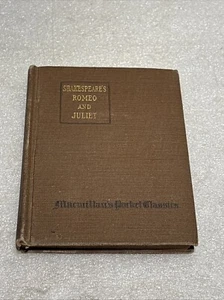 SHAKESPEARE'S
ROMEO
AND
JULIET
Macmillan's Pocket Classics